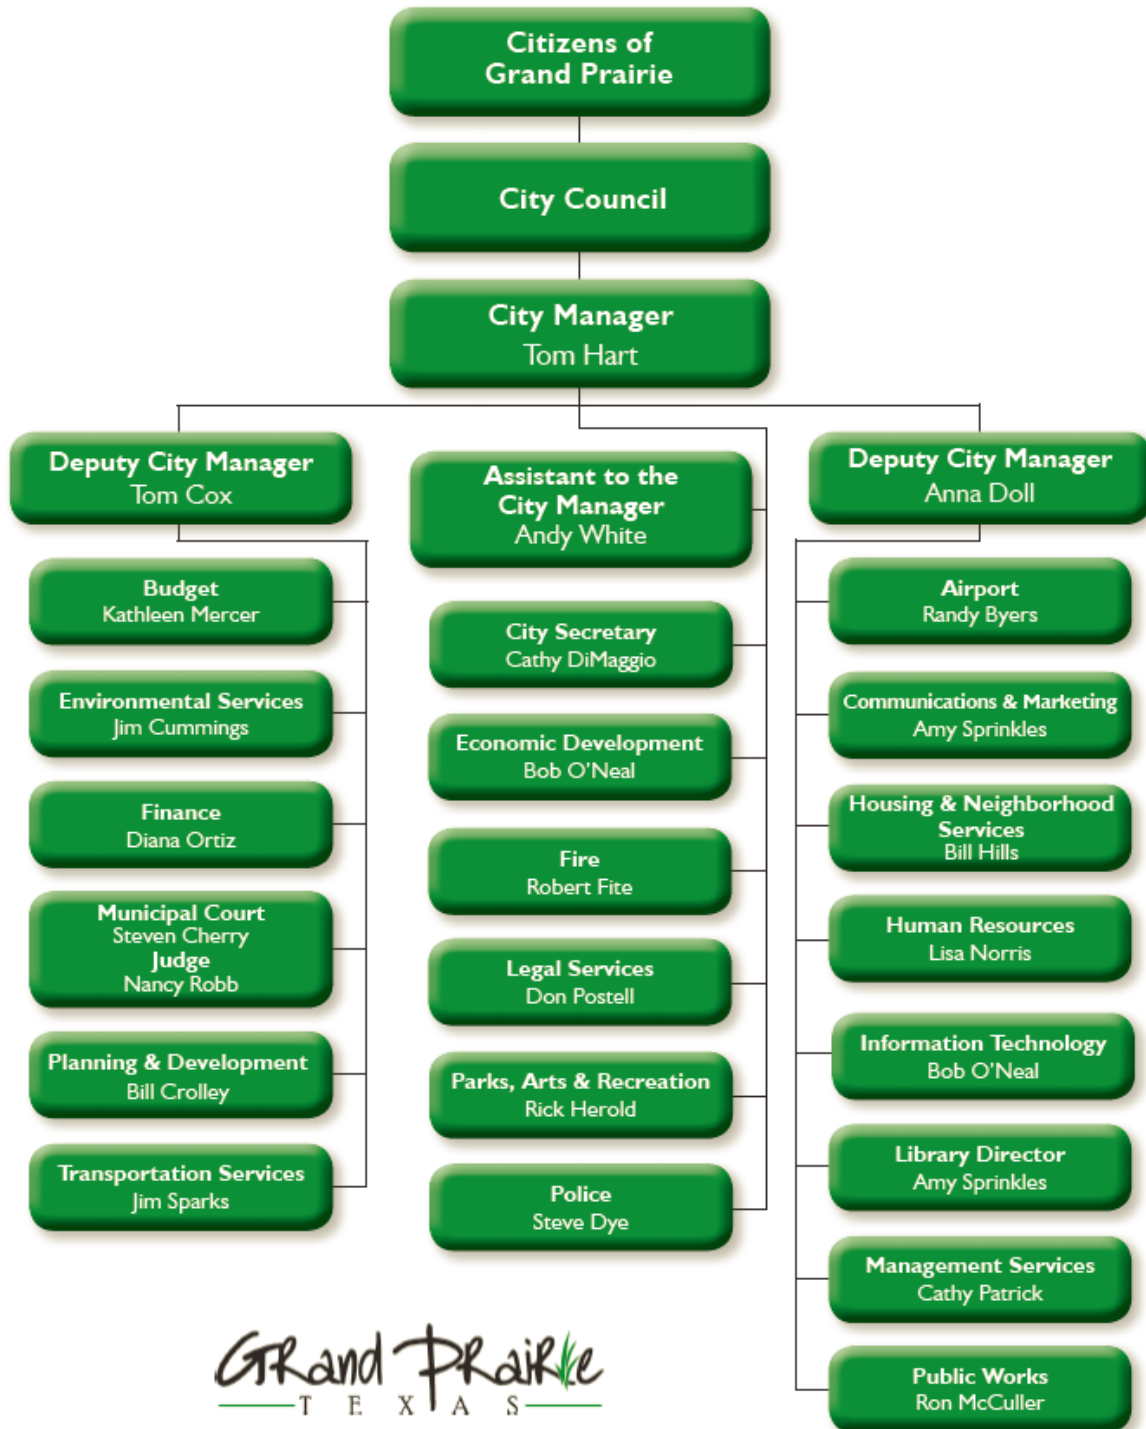 Citizens of
Grand Prairie
City Council
City Manager
Tom Hart
Deputy City Manager
Tom Cox
Budget
Kathleen Mercer
Environmental Services
Jim Cummings
Finance
Diana Ortiz
Municipal Court
Steven Cherry
Judge
Nancy Robb
Planning & Development
Bill Crolley
Transportation Services
Jim Sparks
Assistant to the
City Manager
Andy White
City Secretary
Cathy DiMaggio
Economic Development
Bob O'Neal
Fire
Robert Fite
Legal Services
Don Postell
Parks, Arts & Recreation
Rick Herold
Police
Steve Dye
Deputy City Manager
Anna Doll
Airport
Randy Byers
Communications & Marketing
Amy Sprinkles
Housing & Neighborhood
Services
Bill Hills
Human Resources
Lisa Norris
Information Technology
Bob O'Neal
Library Director
Amy Sprinkles
Management Services
Cathy Patrick
Public Works
Ron McCuller
GRand PRaiRie
TEXAS